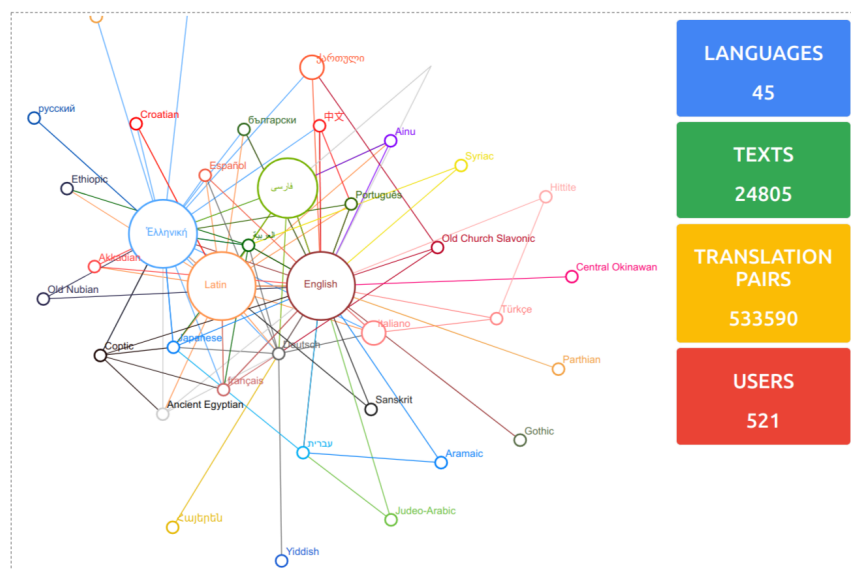 ქართული
русский
Croatian
български
中文
Ainu
Español
Syriac
Ethiopic
فارسی
Português
Hittite
Ἑλληνική
العربية
Old Church Slavonic
Akkadian
Central Okinawan
Old Nubian
Latin
English
Türkçe
Italiano
Coptic
Japanese
Deutsch
Parthian
français
Ancient Egyptian
Sanskrit
Gothic
עברית
Aramaic
Judeo-Arabic
Հայերեն
Yiddish
LANGUAGES
45
TEXTS
24805
TRANSLATION
PAIRS
533590
USERS
521